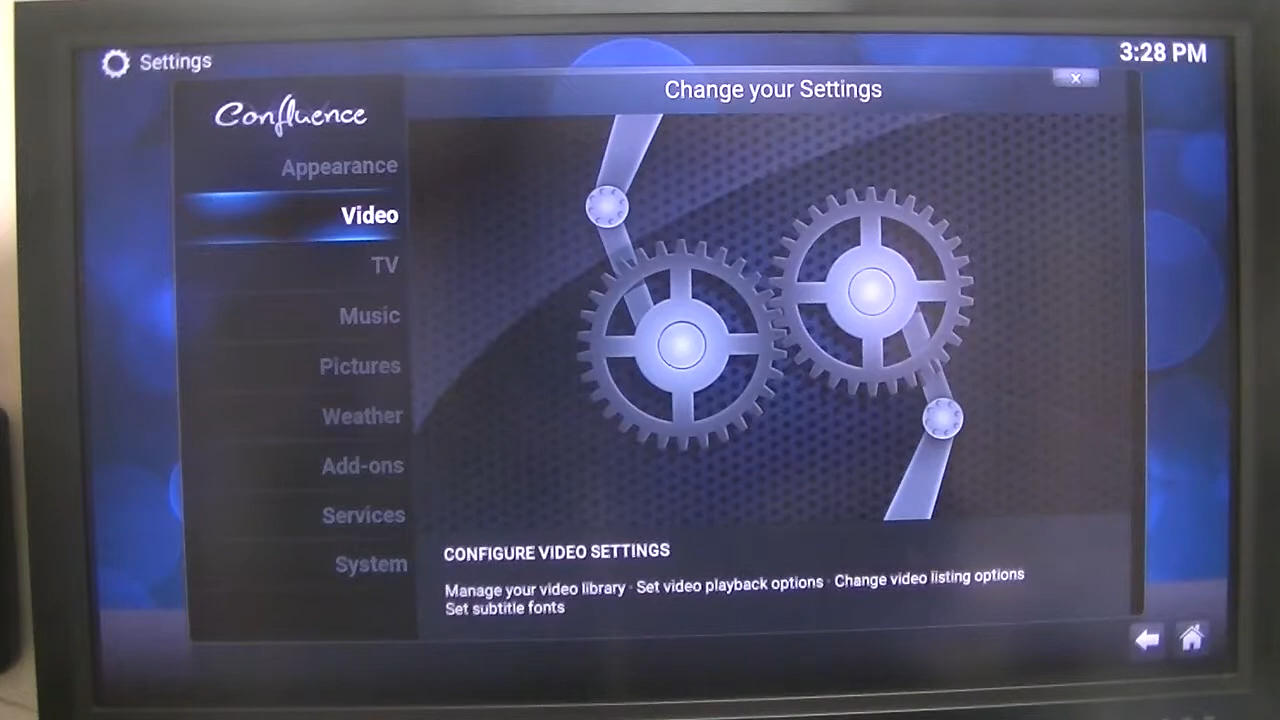 Settings
3:28 PM
Change your Settings
x
Confluence
Appearance
Video
TV
Music
Pictures
Weather
Add-ons
Services
System
CONFIGURE VIDEO SETTINGS
Manage your video library · Set video playback options · Change video listing options
Set subtitle fonts